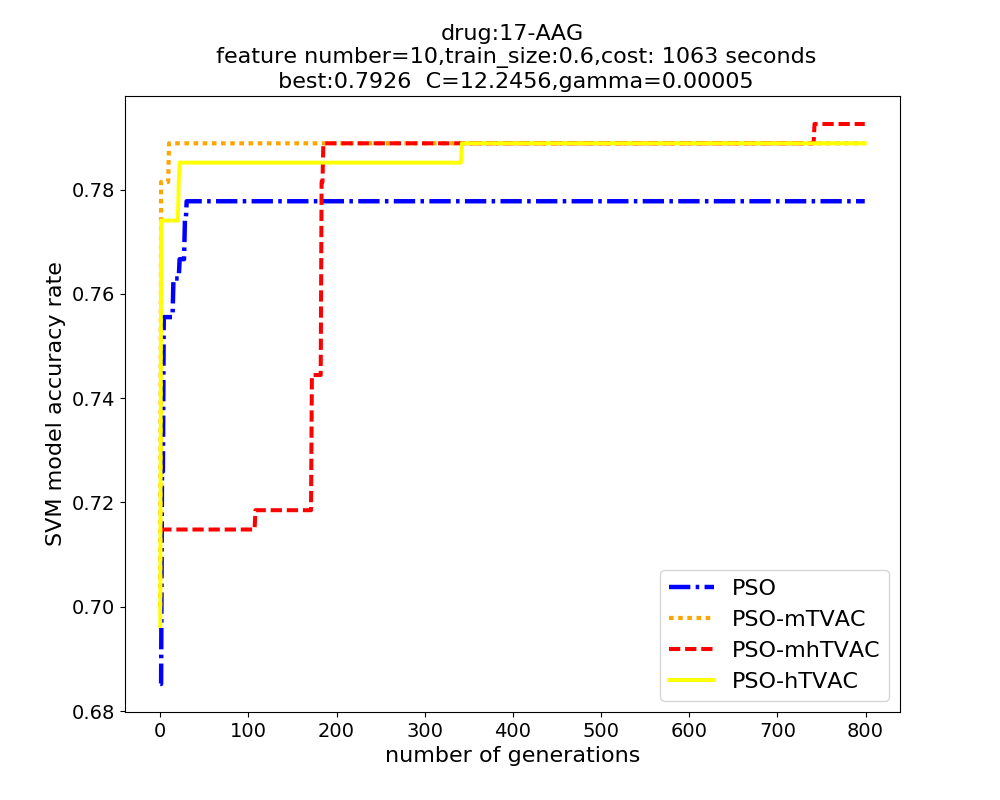 drug:17-AAG
feature number=10,train_size:0.6,cost: 1063 seconds
best:0.7926  C=12.2456,gamma=0.00005
SVM model accuracy rate
0.78
0.76
0.74
0.72
0.70
0.68
PSO
PSO-mTVAC
PSO-mhTVAC
PSO-hTVAC
0 100 200 300 400 500 600 700 800
number of generations